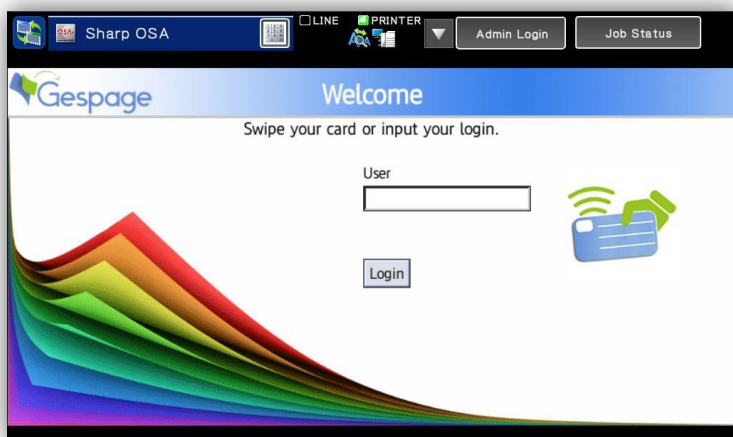 LINE PRINTER
OSA Sharp OSA Admin Login Job Status
Gespage Welcome
Swipe your card or input your login.
User
Login